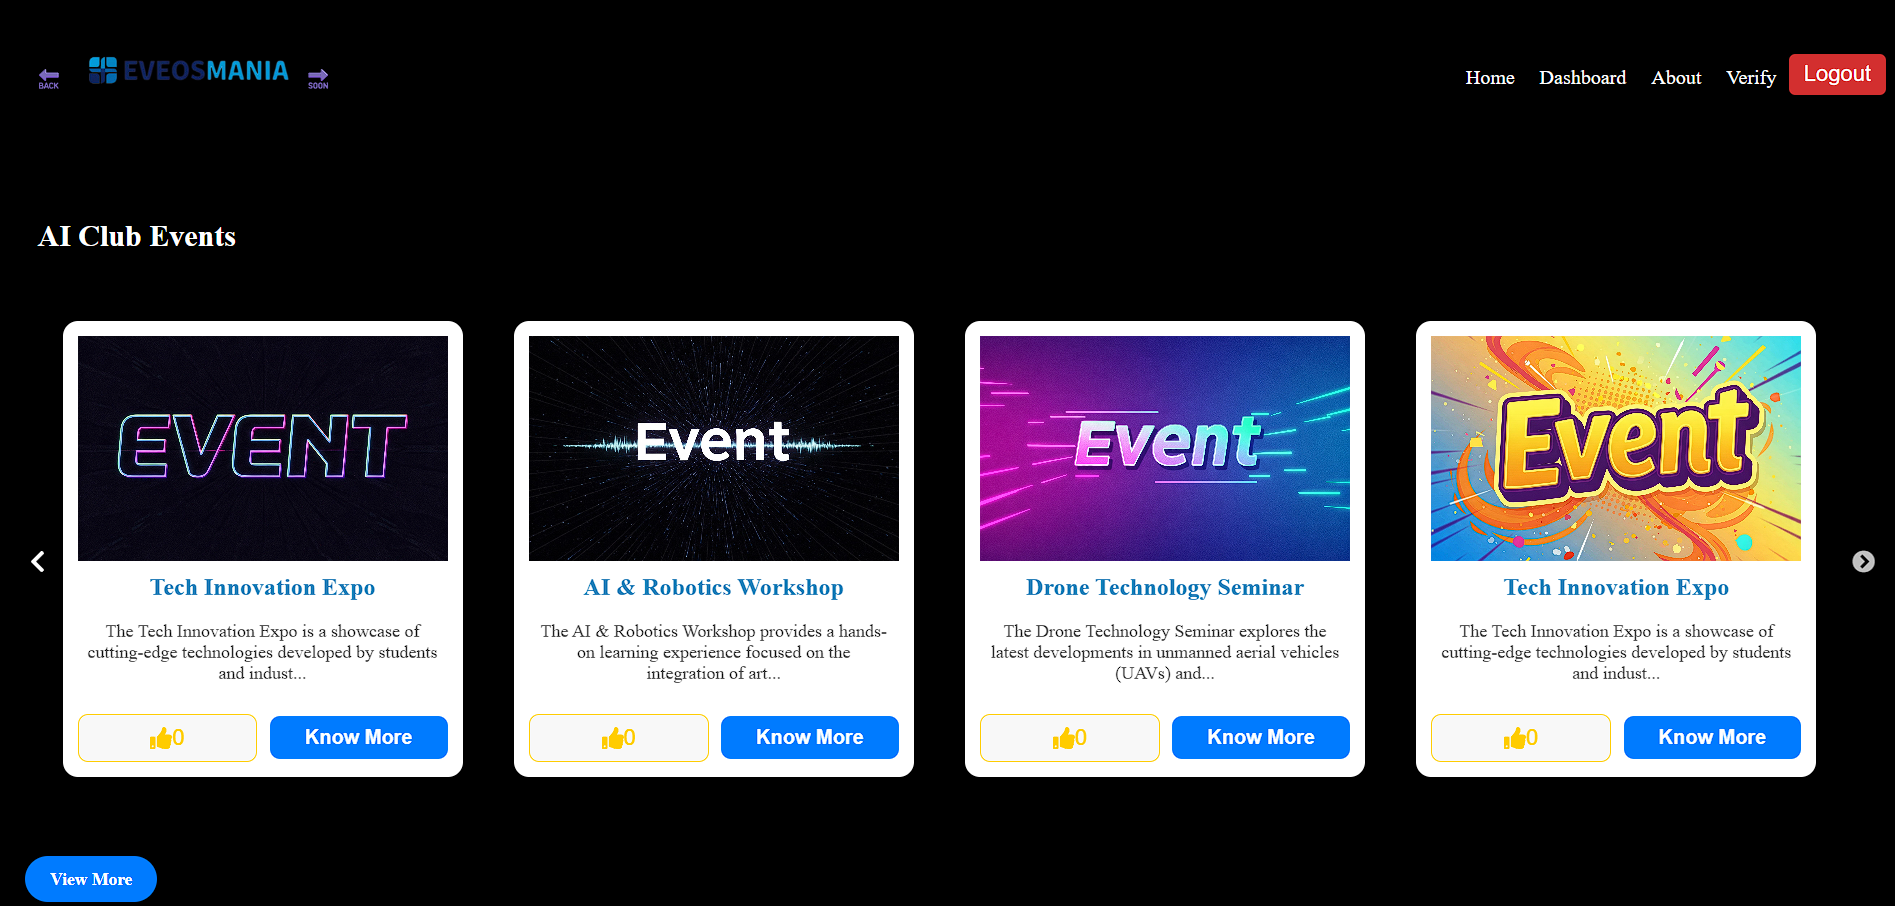 BACK
EVEOSMANIA
SOON
Home Dashboard About Verify Logout
AI Club Events
EVENT
Tech Innovation Expo
The Tech Innovation Expo is a showcase of
cutting-edge technologies developed by students
and indust...
0
Know More
Event
AI & Robotics Workshop
The AI & Robotics Workshop provides a hands-
on learning experience focused on the
integration of art...
0
Know More
Event
Drone Technology Seminar
The Drone Technology Seminar explores the
latest developments in unmanned aerial vehicles
(UAVs) and...
0
Know More
Event
Tech Innovation Expo
The Tech Innovation Expo is a showcase of
cutting-edge technologies developed by students
and indust...
0
Know More
View More